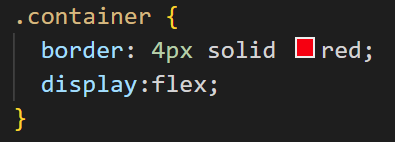 .container {
  border: 4px solid red;
  display:flex;
}